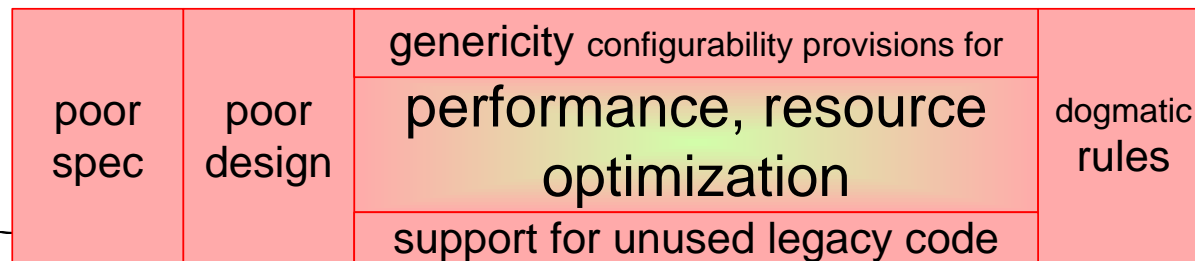 poor
spec
poor
design
genericity configurability provisions for
performance, resource
optimization
support for unused legacy code
dogmatic
rules